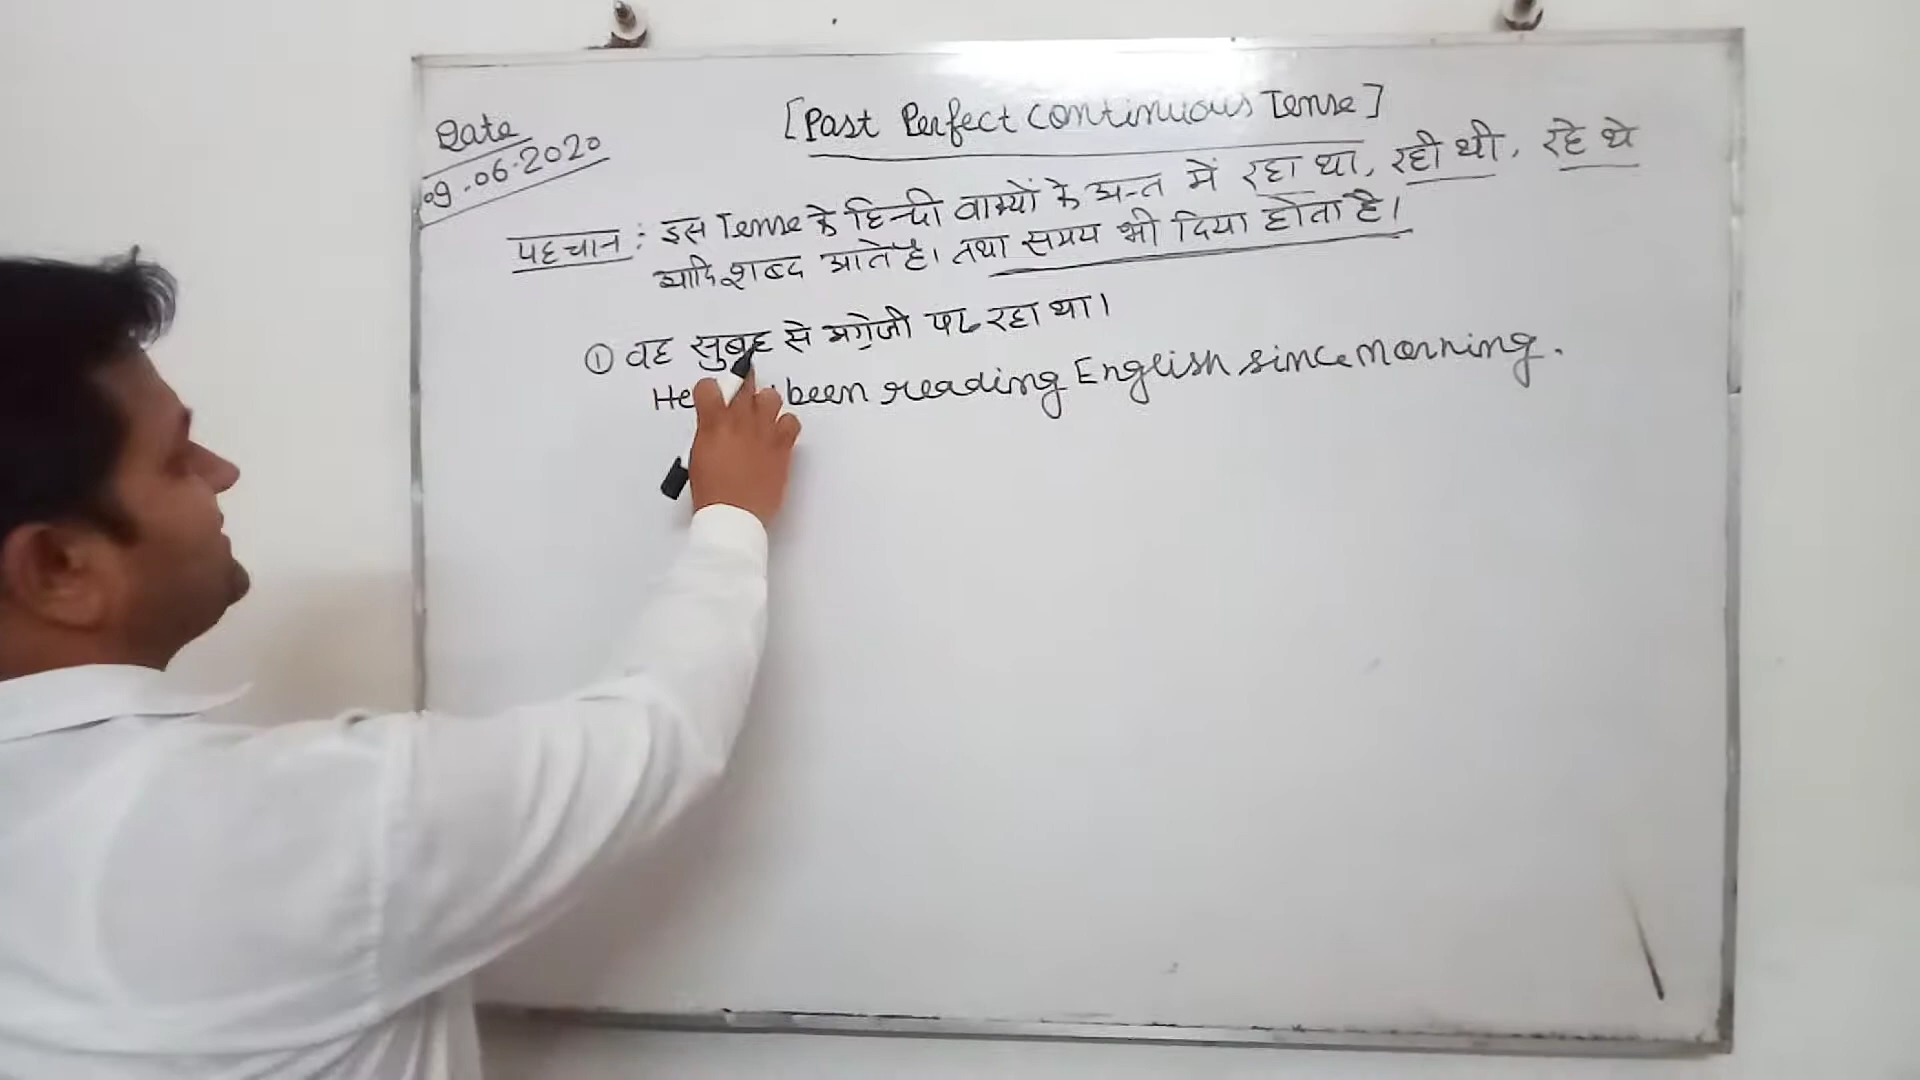 Date
09.06.2020
[Past Perfect Continuous Tense]
पहचान : इस Tense के हिन्दी वाक्यों के अन्त में रहा था, रही थी, रहे थे
आदि शब्द आते है। तथा समय भी दिया होता है।
① वह सुबह से अग्रेजी पढ रहा था।
He been reading English since Morning.